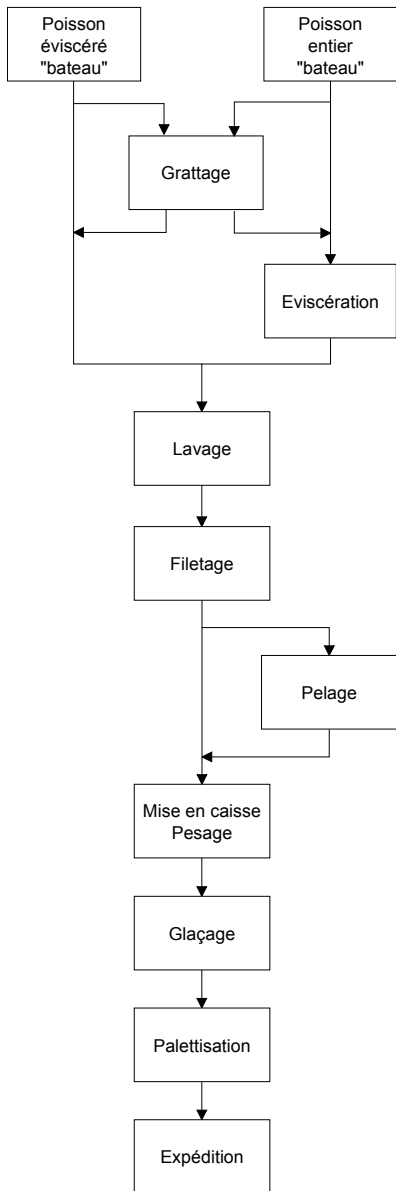 Poisson
éviscéré
"bateau"
Poisson
entier
"bateau"
Grattage
Eviscération
Lavage
Filetage
Pelage
Mise en caisse
Pesage
Glaçage
Palettisation
Expédition